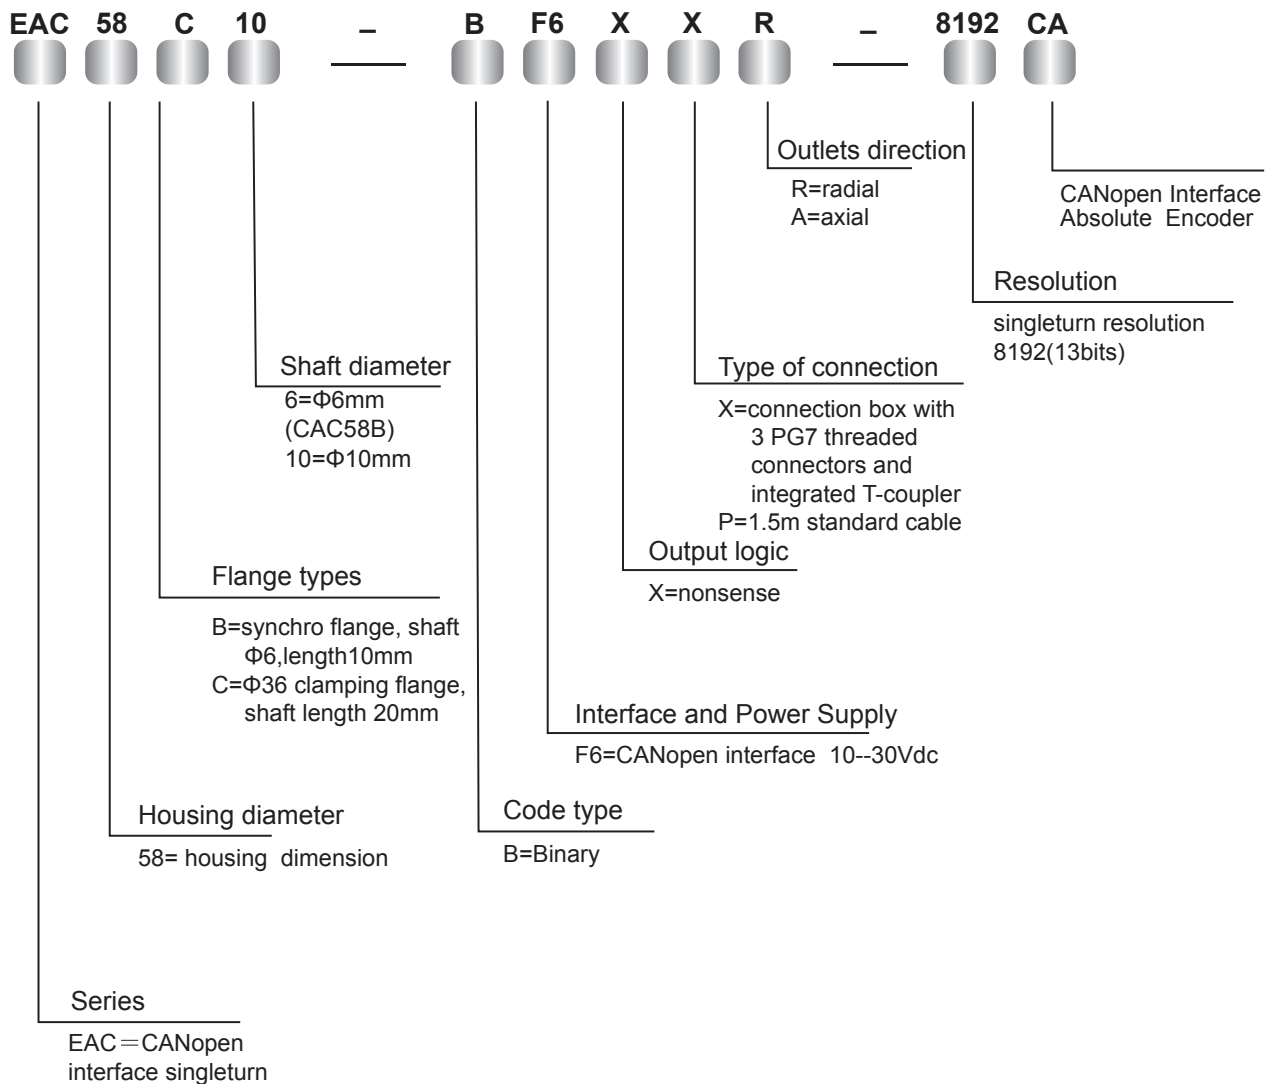 EAC 58 C 10 – B F6 X X R – 8192 CA
Outlets direction
R=radial
A=axial
CANopen Interface
Absolute Encoder
Resolution
singleturn resolution
8192(13bits)
Shaft diameter
6=Φ6mm
(CAC58B)
10=Φ10mm
Type of connection
X=connection box with
3 PG7 threaded
connectors and
integrated T-coupler
P=1.5m standard cable
Output logic
X=nonsense
Flange types
B=synchro flange, shaft
Φ6,length10mm
C=Φ36 clamping flange,
shaft length 20mm
Interface and Power Supply
F6=CANopen interface 10--30Vdc
Housing diameter
58= housing dimension
Code type
B=Binary
Series
EAC=CANopen
interface singleturn